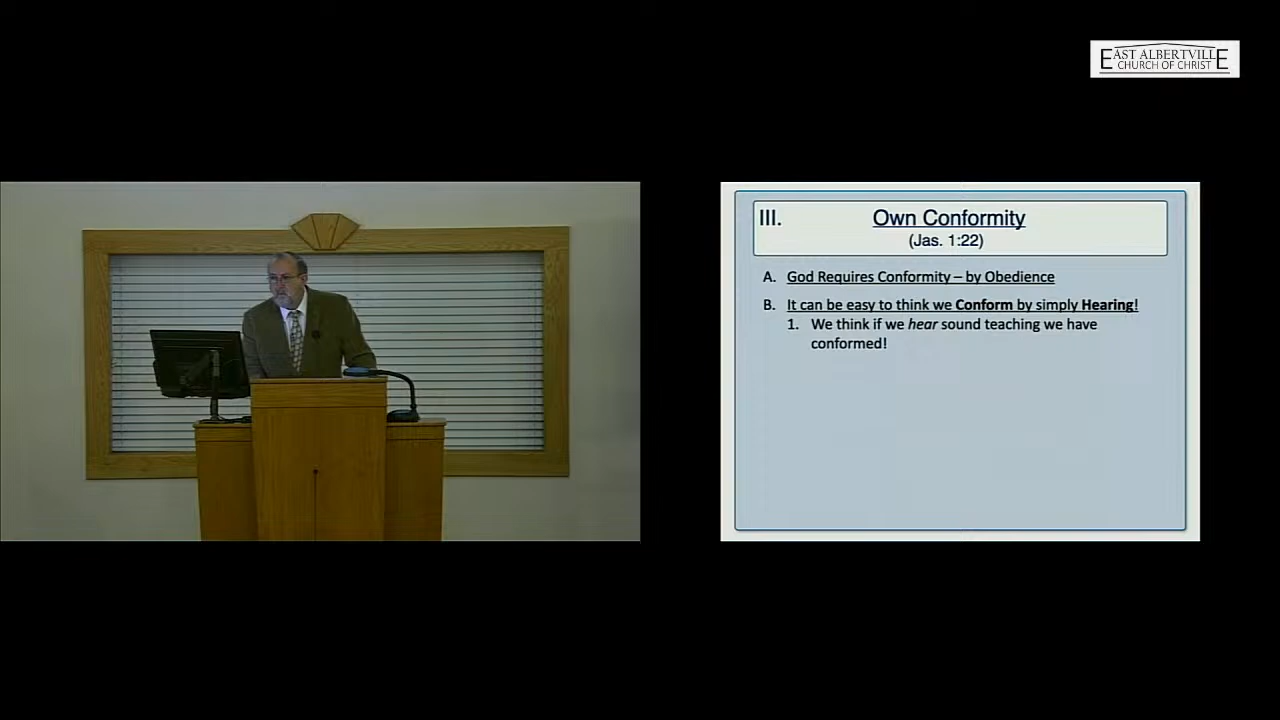 EAST ALBERTVILLE
CHURCH OF CHRIST
III. Own Conformity
(Jas. 1:22)
A. God Requires Conformity – by Obedience
B. It can be easy to think we Conform by simply Hearing!
1. We think if we hear sound teaching we have
conformed!